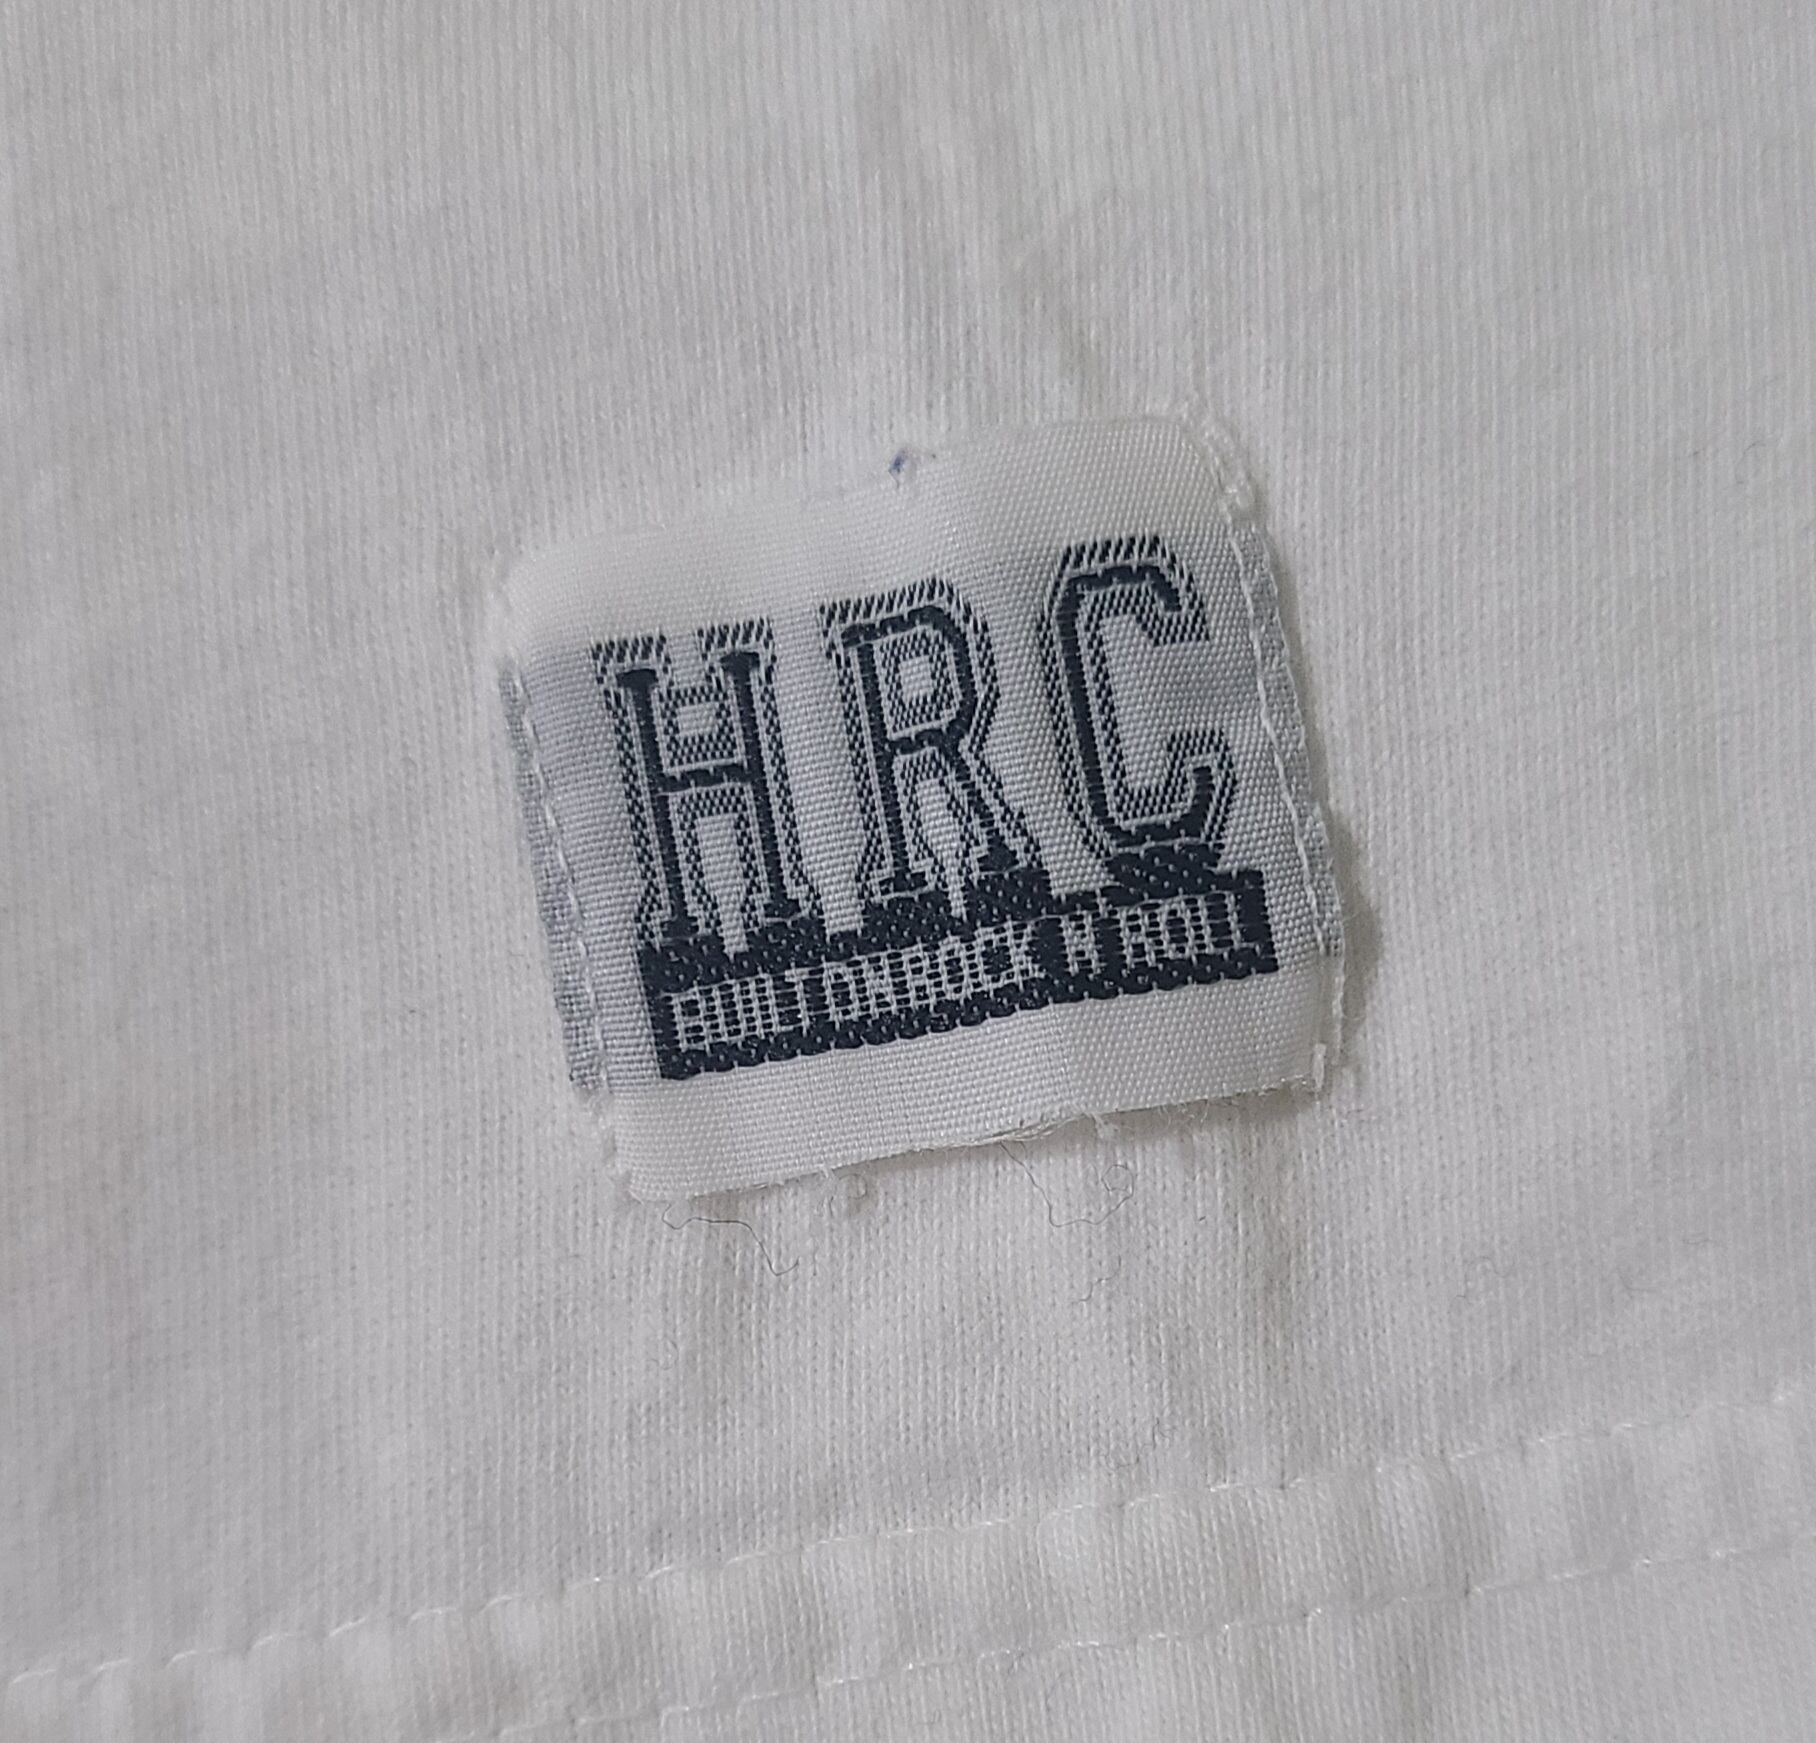 HRC
BUILT ON ROCK N' ROLL